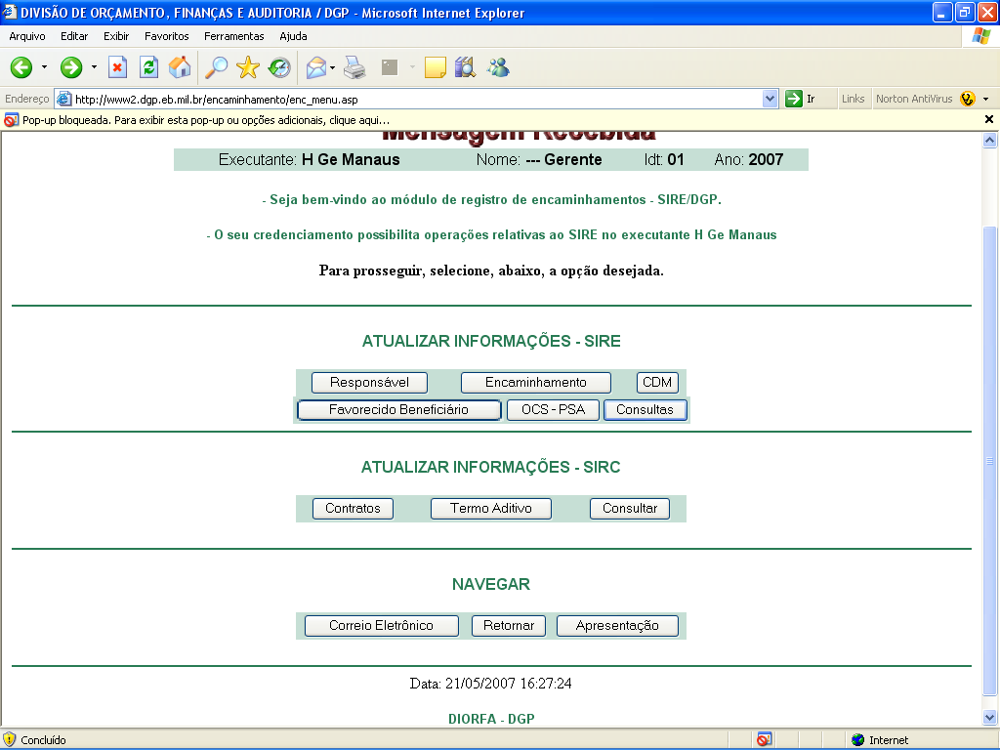 DIVISÃO DE ORÇAMENTO, FINANÇAS E AUDITORIA / DGP - Microsoft Internet Explorer
Arquivo Editar Exibir Favoritos Ferramentas Ajuda
Endereço http://www2.dgp.eb.mil.br/encaminhamento/enc_menu.asp Ir Links Norton AntiVirus
Pop-up bloqueada. Para exibir esta pop-up ou opções adicionais, clique aqui...
Mensagem Recebida
Executante: H Ge Manaus Nome: --- Gerente Idt: 01 Ano: 2007
- Seja bem-vindo ao módulo de registro de encaminhamentos - SIRE/DGP.
- O seu credenciamento possibilita operações relativas ao SIRE no executante H Ge Manaus
Para prosseguir, selecione, abaixo, a opção desejada.
ATUALIZAR INFORMAÇÕES - SIRE
Responsável Encaminhamento CDM
Favorecido Beneficiário OCS - PSA Consultas
ATUALIZAR INFORMAÇÕES - SIRC
Contratos Termo Aditivo Consultar
NAVEGAR
Correio Eletrônico Retornar Apresentação
Data: 21/05/2007 16:27:24
DIORFA - DGP
Concluído Internet